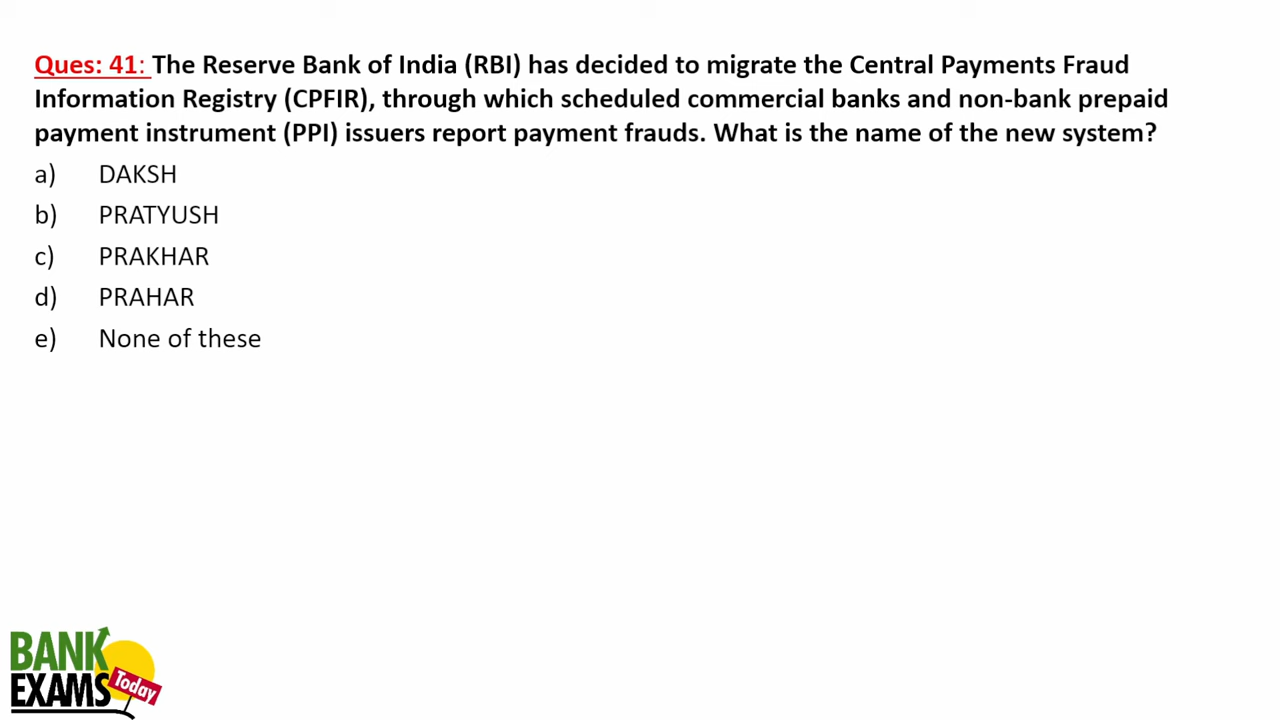 Ques: 41: The Reserve Bank of India (RBI) has decided to migrate the Central Payments Fraud
Information Registry (CPFIR), through which scheduled commercial banks and non-bank prepaid
payment instrument (PPI) issuers report payment frauds. What is the name of the new system?
a) DAKSH
b) PRATYUSH
c) PRAKHAR
d) PRAHAR
e) None of these
BANK
EXAMS Today